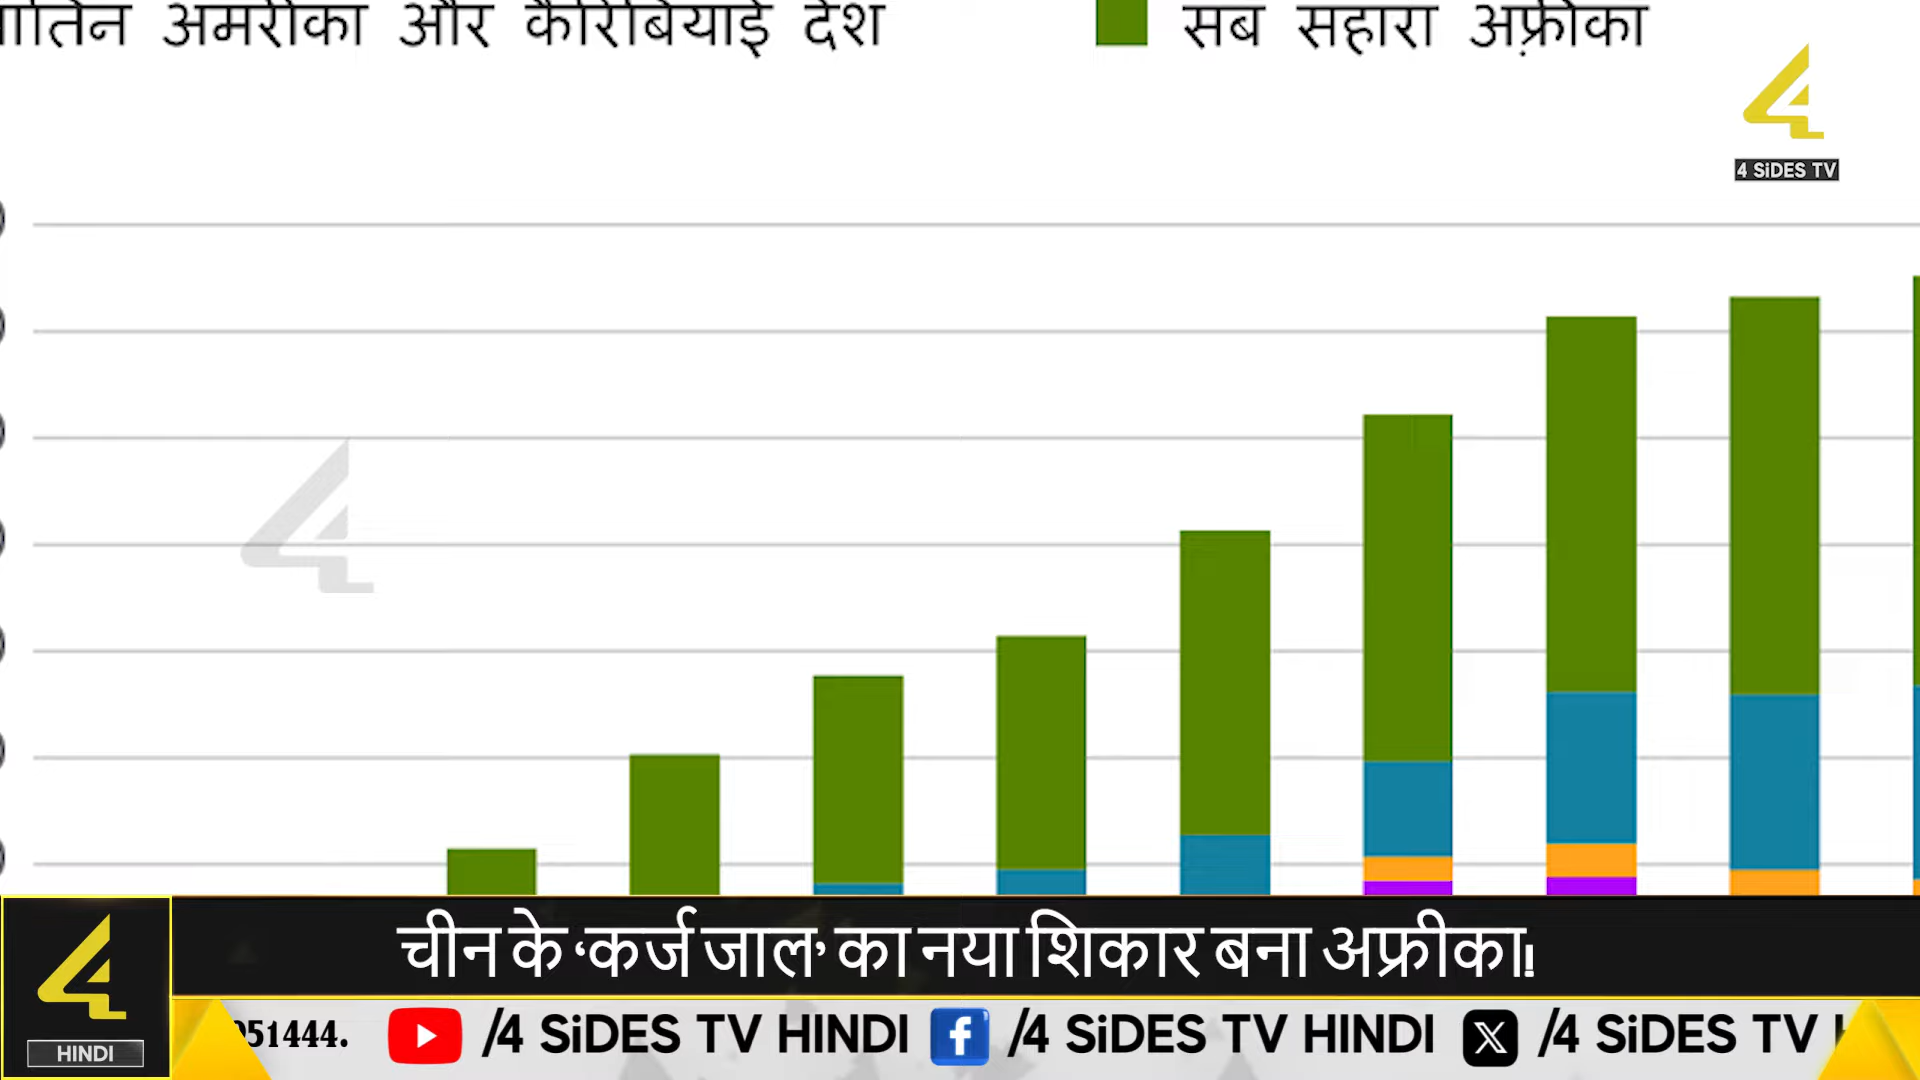 अमरीका और कैरिबियाई देश
सब सहारा अफ़्रीका
4 SiDES TV
चीन के ‘कर्ज जाल’ का नया शिकार बना अफ्रीका!
HINDI
051444.
/4 SiDES TV HINDI
/4 SiDES TV HINDI
/4 SiDES TV